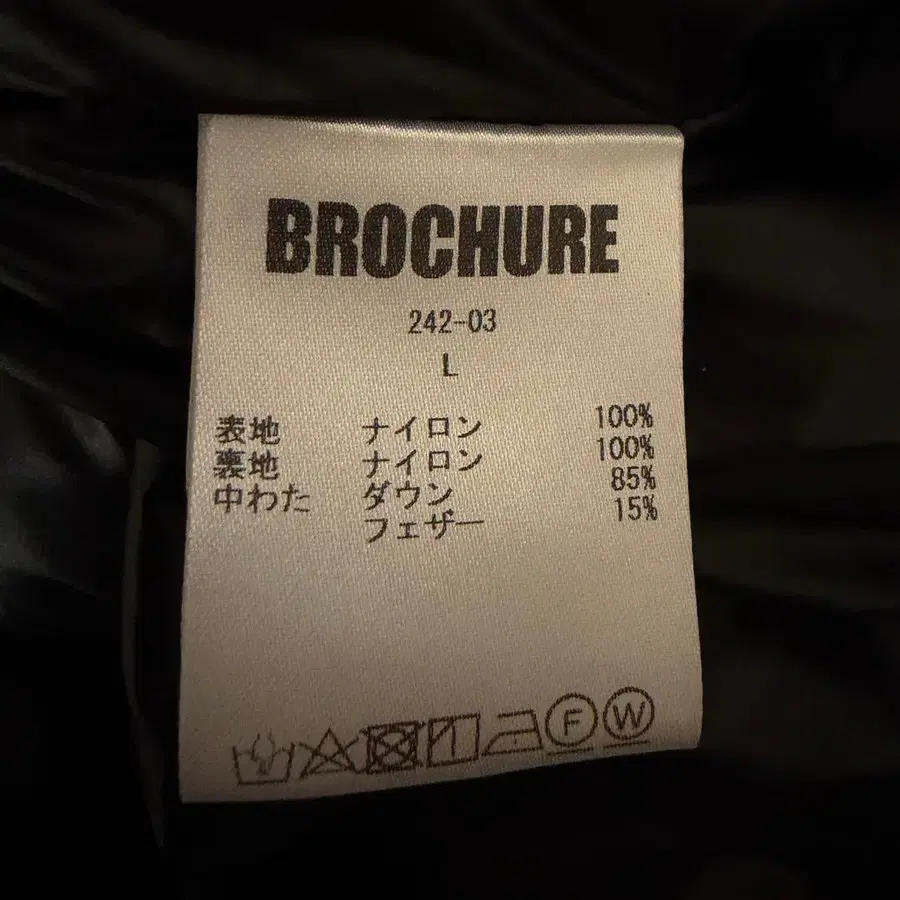 BROCHURE
242-03
L
表地 ナイロン 100%
裏地 ナイロン 100%
中わた ダウン 85%
フェザー 15%
F W